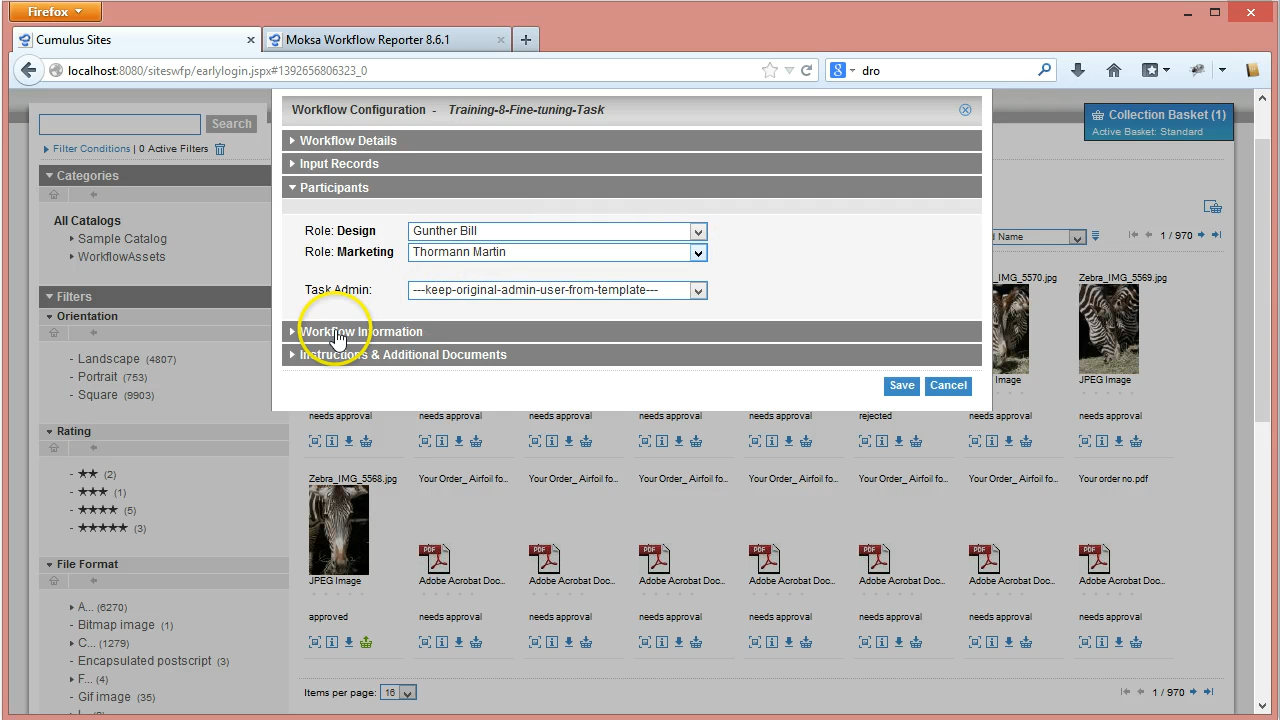 Firefox
Cumulus Sites
Moksa Workflow Reporter 8.6.1
localhost:8080/siteswfp/earlylogin.jspx#1392656806323_0
dro
Workflow Configuration - Training-8-Fine-tuning-Task
Search
Collection Basket (1)
Active Basket: Standard
Filter Conditions | 0 Active Filters
Workflow Details
Input Records
Participants
Categories
All Catalogs
Sample Catalog
WorkflowAssets
Role: Design Gunther Bill
Role: Marketing Thormann Martin
Task Admin: ---keep-original-admin-user-from-template---
Name
1 / 970
Workflow Information
Instructions & Additional Documents
Save Cancel
Filters
Orientation
- Landscape (4807)
- Portrait (753)
- Square (9903)
Rating
- ★★ (2)
- ★★★ (1)
- ★★★★ (5)
- ★★★★★ (3)
File Format
A... (6270)
- Bitmap image (1)
C... (1279)
- Encapsulated postscript (3)
F... (4)
- Gif image (35)
_IMG_5570.jpg Zebra_IMG_5569.jpg
Image JPEG Image
needs approval needs approval needs approval needs approval needs approval rejected needs approval needs approval
Zebra_IMG_5568.jpg Your Order_ Airfoil fo.. Your Order_ Airfoil fo.. Your Order_ Airfoil fo.. Your Order_ Airfoil fo.. Your Order_ Airfoil fo.. Your Order_ Airfoil fo.. Your order no.pdf
PDF PDF PDF PDF PDF PDF PDF
JPEG Image Adobe Acrobat Doc.. Adobe Acrobat Doc.. Adobe Acrobat Doc.. Adobe Acrobat Doc.. Adobe Acrobat Doc.. Adobe Acrobat Doc.. Adobe Acrobat Doc..
approved needs approval needs approval needs approval needs approval needs approval needs approval needs approval
Items per page: 16
1 / 970